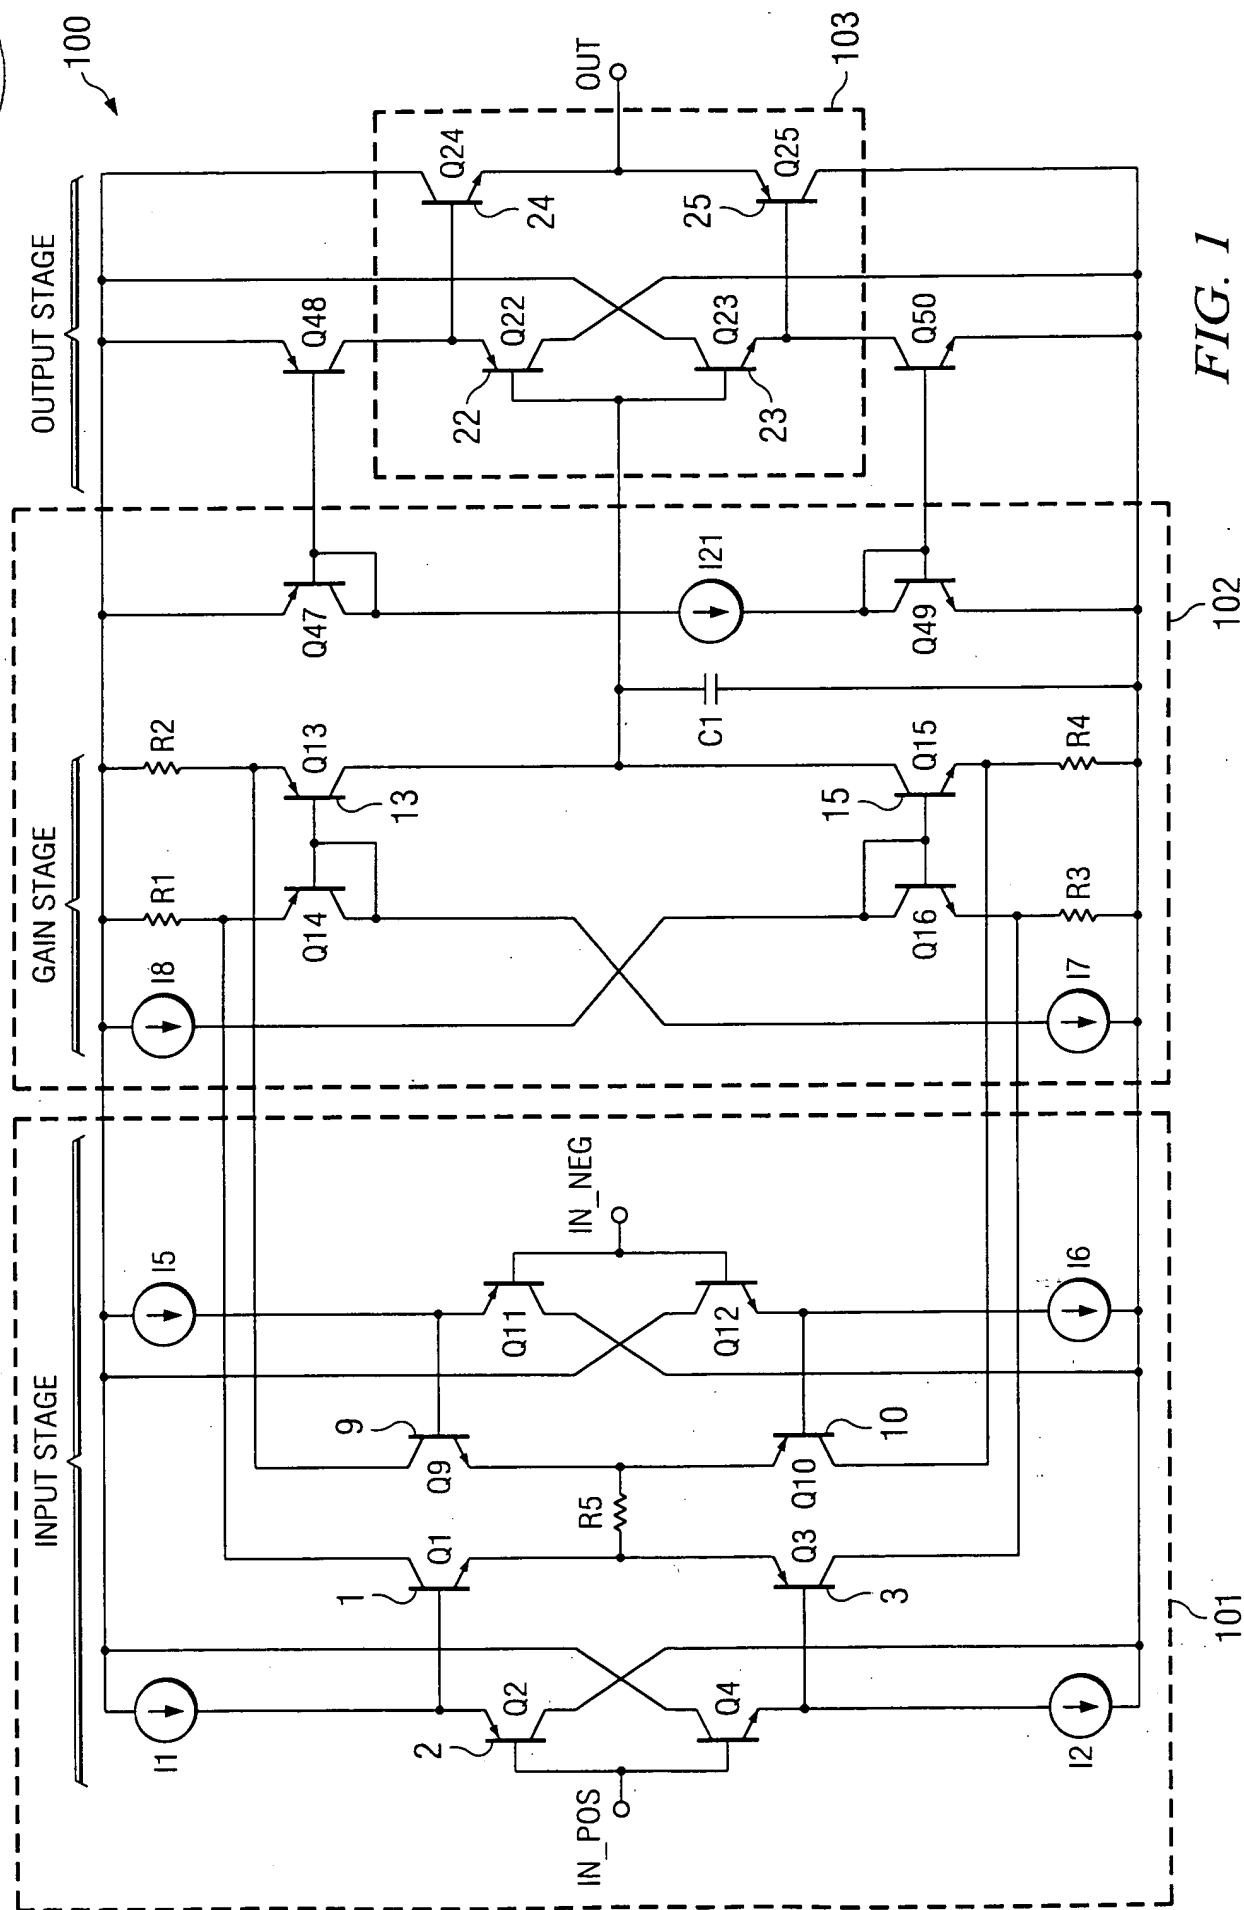 100
INPUT STAGE
GAIN STAGE
OUTPUT STAGE
I1
I5
I8
R1
R2
Q14
Q13
13
Q47
Q48
Q24
24
1
Q1
9
Q9
2
Q2
Q11
22
Q22
IN_POS
R5
IN_NEG
OUT
Q4
Q12
C1
I21
23
Q23
25
Q25
103
3
Q3
Q10
10
Q16
15
Q15
Q49
Q50
I2
I6
I7
R3
R4
101
102
FIG. 1